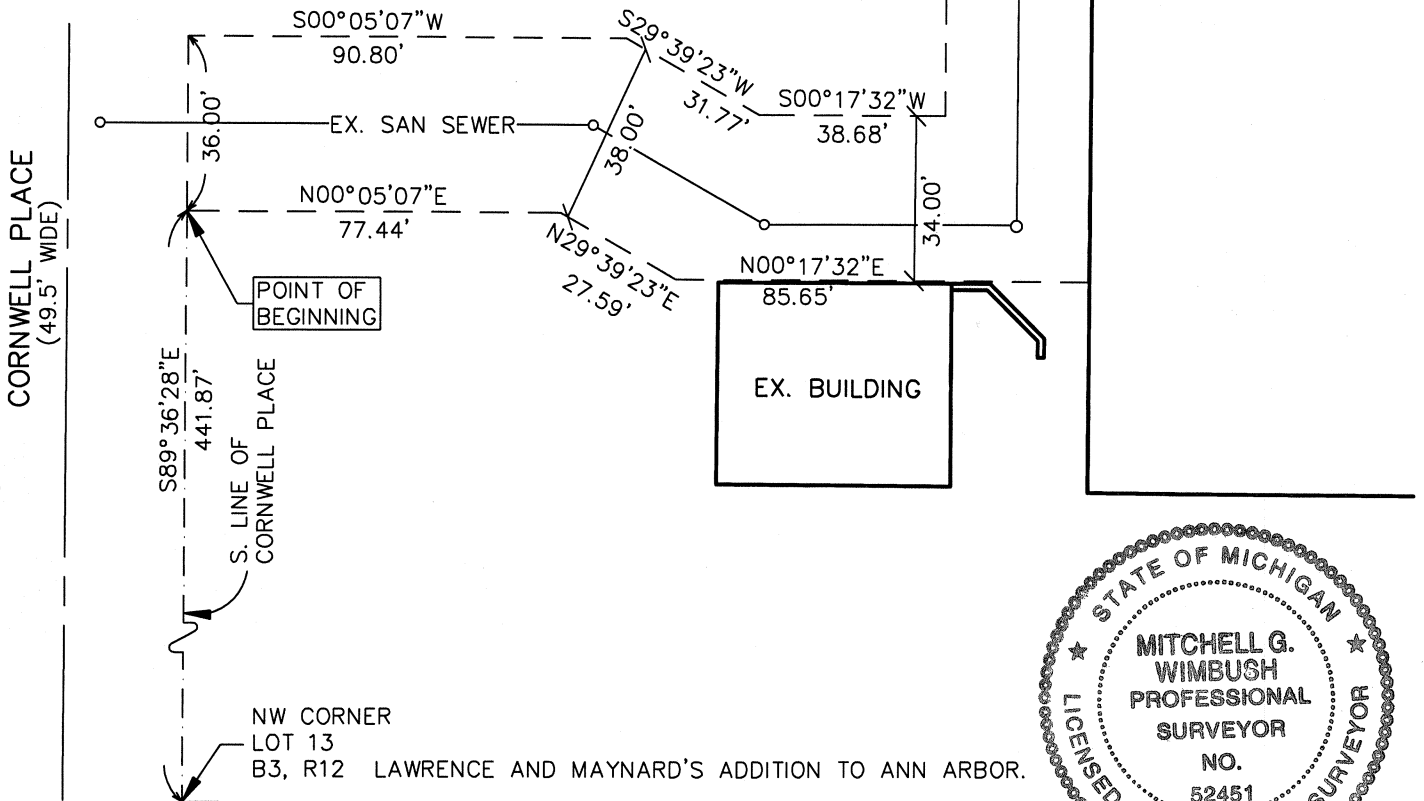 S00°05'07"W
90.80'
S29°39'23"W
31.77'
S00°17'32"W
38.68'
36.00'
EX. SAN SEWER
38.00'
34.00'
CORNWELL PLACE
(49.5' WIDE)
N00°05'07"E
77.44'
N29°39'23"E
27.59'
N00°17'32"E
85.65'
POINT OF
BEGINNING
S89°36'28"E
441.87'
S. LINE OF
CORNWELL PLACE
EX. BUILDING
NW CORNER
LOT 13
B3, R12 LAWRENCE AND MAYNARD'S ADDITION TO ANN ARBOR.
STATE OF MICHIGAN
MITCHELL G.
WIMBUSH
PROFESSIONAL
SURVEYOR
NO.
52451
LICENSED
SURVEYOR